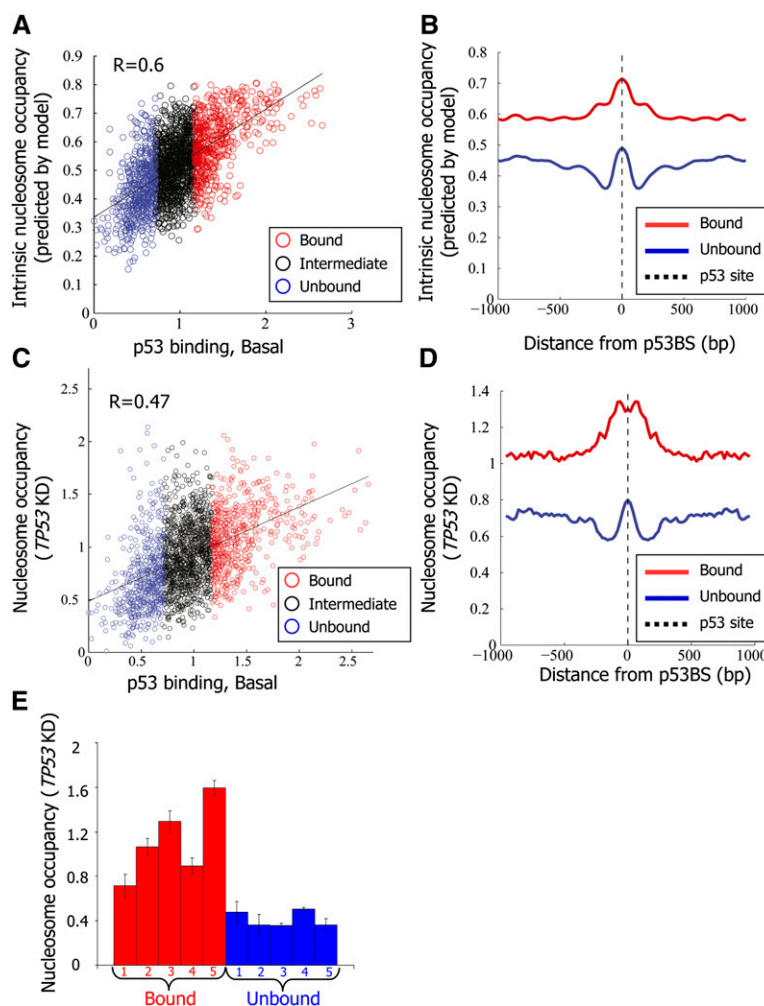 A
R=0.6
Intrinsic nucleosome occupancy
(predicted by model)
0.9
0.8
0.7
0.6
0.5
0.4
0.3
0.2
0.1
0
0 1 2 3
Bound
Intermediate
Unbound
p53 binding, Basal
B
Intrinsic nucleosome occupancy
(predicted by model)
0.8
0.7
0.6
0.5
0.4
0.3
0.2
0.1
0
−1000 −500 0 500 1000
Bound
Unbound
p53 site
Distance from p53BS (bp)
C
R=0.47
Nucleosome occupancy
(TP53 KD)
2.5
2
1.5
1
0.5
0
0 0.5 1 1.5 2 2.5
Bound
Intermediate
Unbound
p53 binding, Basal
D
Nucleosome occupancy
(TP53 KD)
1.4
1.2
1
0.8
0.6
0.4
0.2
0
−1000 −500 0 500 1000
Bound
Unbound
p53 site
Distance from p53BS (bp)
E
Nucleosome occupancy (TP53 KD)
2
1.6
1.2
0.8
0.4
0
1 2 3 4 5 1 2 3 4 5
Bound Unbound